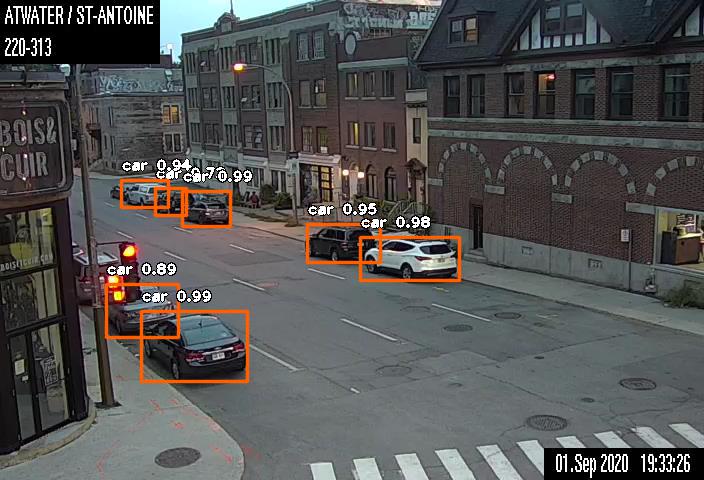 ATWATER / ST-ANTOINE
220-313
BOIS&
CUIR
car 0.94
car 0.99
car 0.95
car 0.98
car 0.89
car 0.99
01.Sep 2020 19:33:26